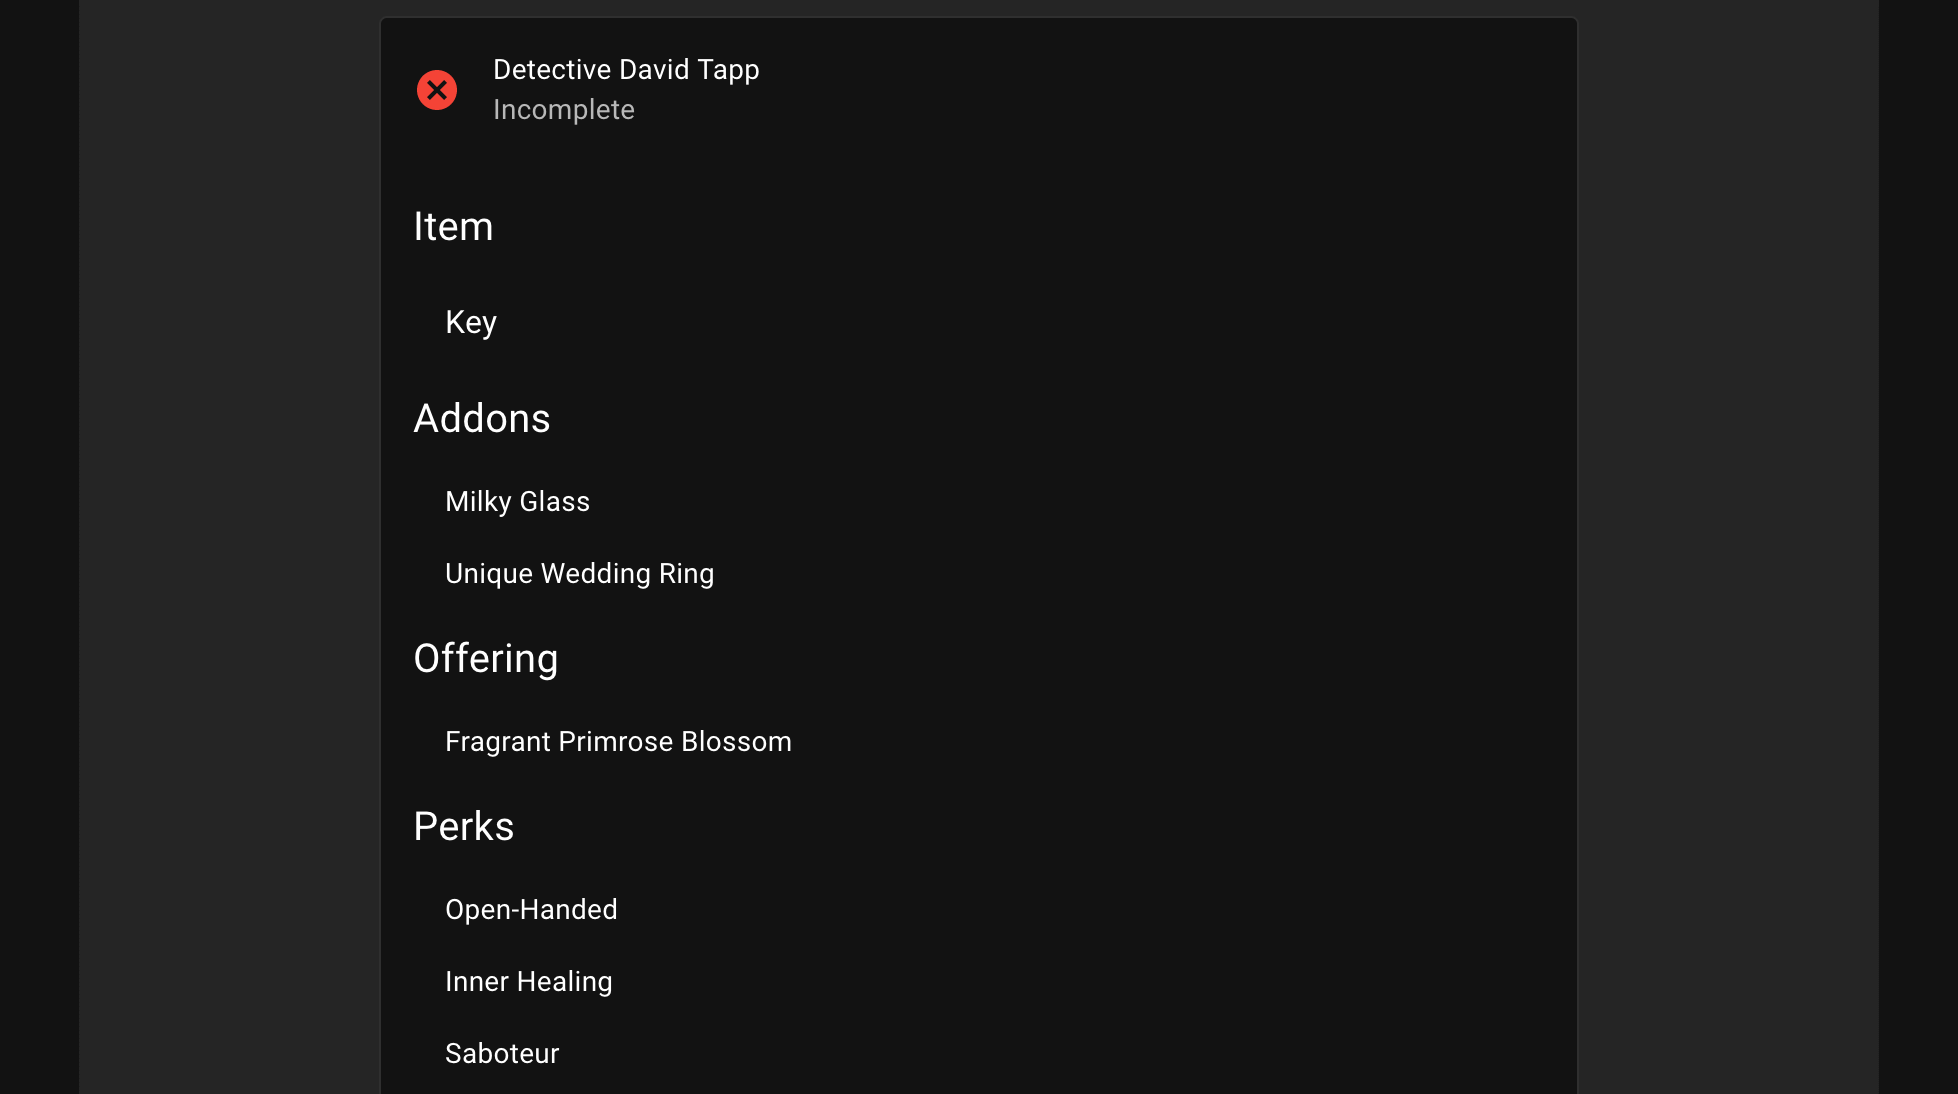 Detective David Tapp
Incomplete
Item
Key
Addons
Milky Glass
Unique Wedding Ring
Offering
Fragrant Primrose Blossom
Perks
Open-Handed
Inner Healing
Saboteur